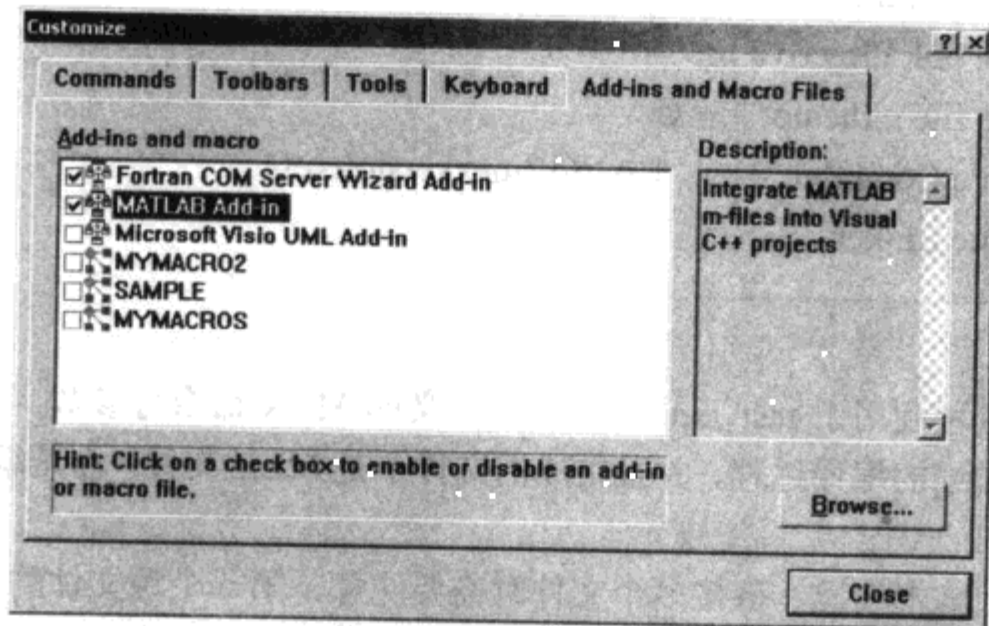 Customize
Commands
Toolbars
Tools
Keyboard
Add-ins and Macro Files
Add-ins and macro
Fortran COM Server Wizard Add-in
MATLAB Add-in
Microsoft Visio UML Add-in
MYMACRO2
SAMPLE
MYMACROS
Description:
Integrate MATLAB
m-files into Visual
C++ projects
Hint: Click on a check box to enable or disable an add-in
or macro file.
Browse...
Close